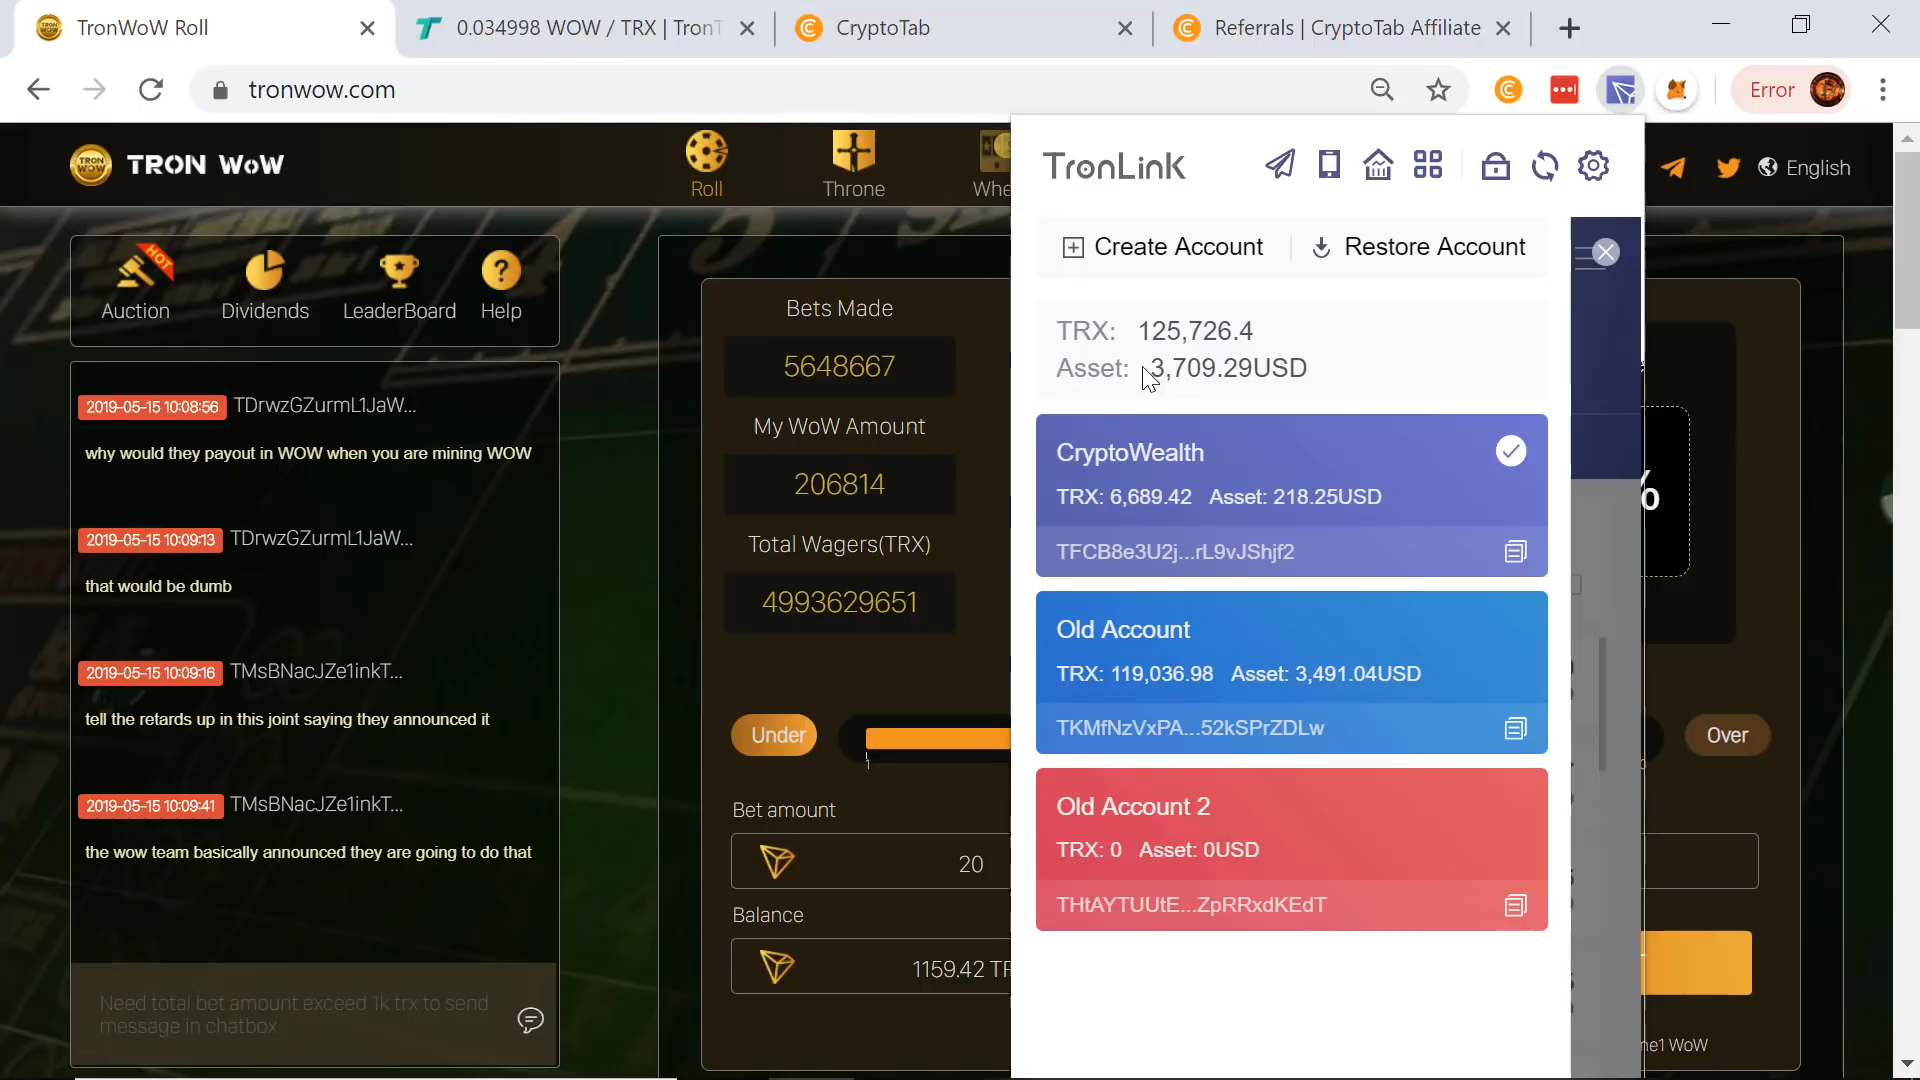 TronWoW Roll
0.034998 WOW / TRX | TronT
CryptoTab
Referrals | CryptoTab Affiliate
tronwow.com
Error
TRON WoW
Roll
Throne
Whe
English
TronLink
Auction
HOT
Dividends
LeaderBoard
Help
Create Account
Restore Account
TRX: 125,726.4
Asset: 3,709.29USD
Bets Made
5648667
My WoW Amount
206814
Total Wagers(TRX)
4993629651
2019-05-15 10:08:56 TDrwzGZurmL1JaW...
why would they payout in WOW when you are mining WOW
2019-05-15 10:09:13 TDrwzGZurmL1JaW...
that would be dumb
2019-05-15 10:09:16 TMsBNacJZe1inkT...
tell the retards up in this joint saying they announced it
2019-05-15 10:09:41 TMsBNacJZe1inkT...
the wow team basically announced they are going to do that
Need total bet amount exceed 1k trx to send
message in chatbox
CryptoWealth
TRX: 6,689.42 Asset: 218.25USD
TFCB8e3U2j...rL9vJShjf2
Old Account
TRX: 119,036.98 Asset: 3,491.04USD
TKMfNzVxPA...52kSPrZDLw
Old Account 2
TRX: 0 Asset: 0USD
THtAYTUUtE...ZpRRxdKEdT
Under
1
Over
Bet amount
20
Balance
1159.42 TR
%
ne1 WoW